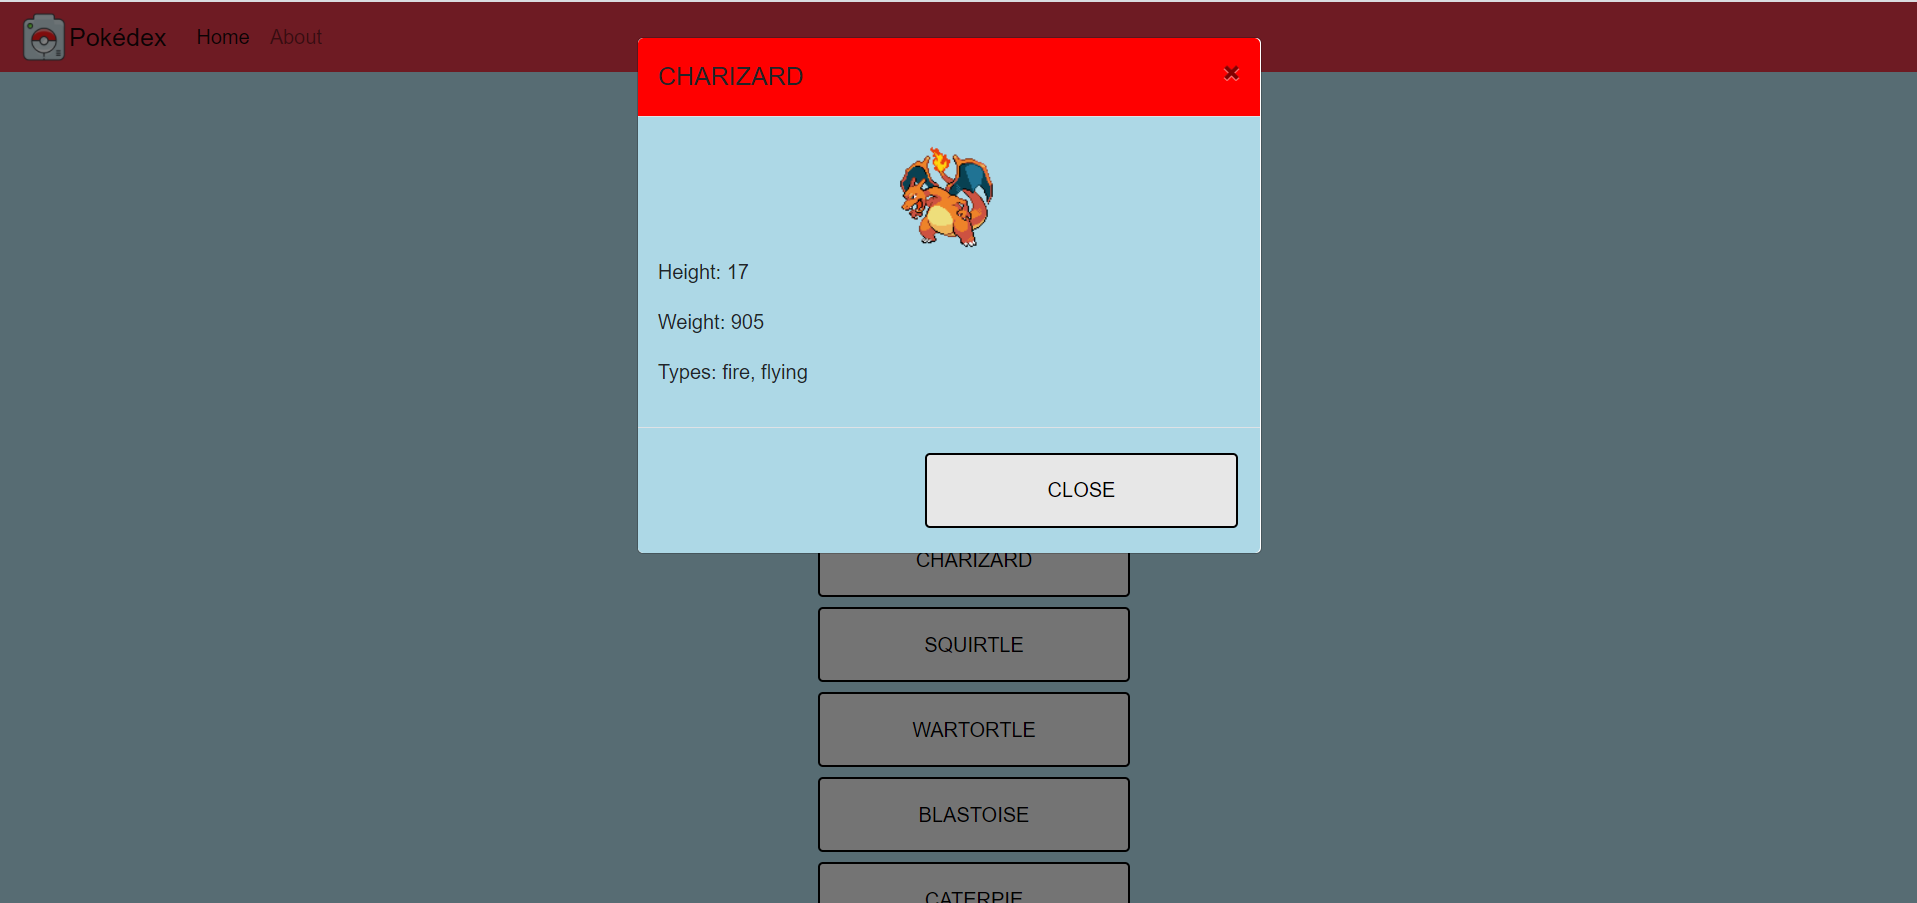 Pokédex Home About
CHARIZARD ×
Height: 17
Weight: 905
Types: fire, flying
CLOSE
CHARIZARD
SQUIRTLE
WARTORTLE
BLASTOISE
CATERPIE